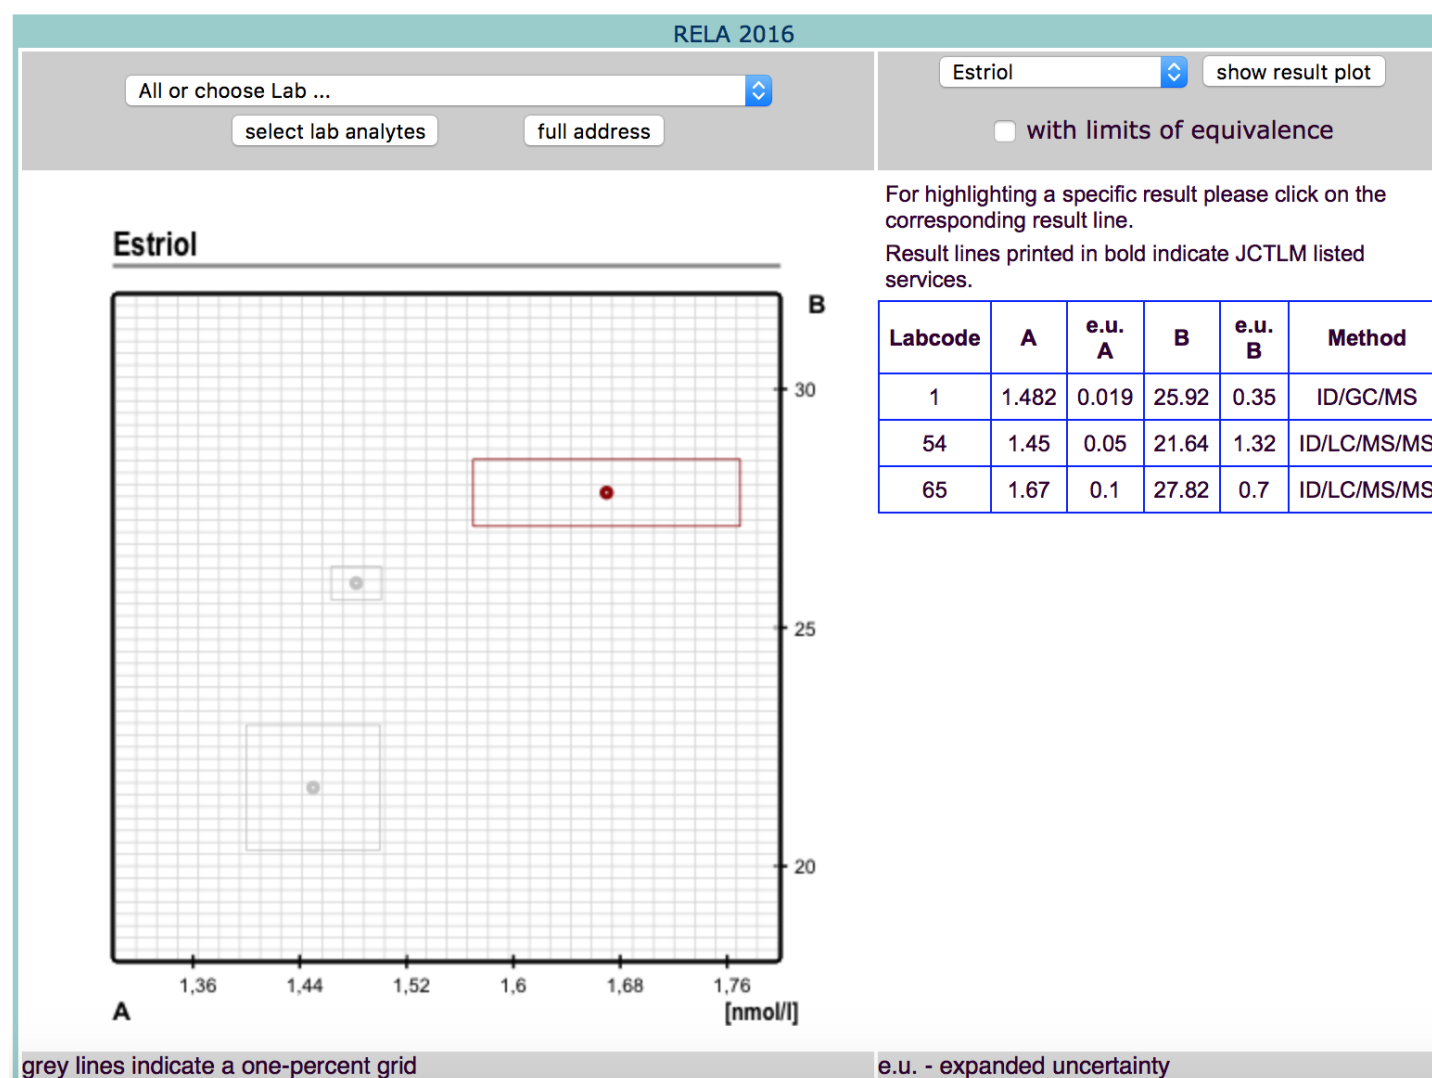 RELA 2016
All or choose Lab ...
select lab analytes full address
Estriol show result plot
with limits of equivalence
Estriol
B
30
25
20
1,36 1,44 1,52 1,6 1,68 1,76
A [nmol/l]
For highlighting a specific result please click on the
corresponding result line.
Result lines printed in bold indicate JCTLM listed
services.
Labcode A e.u. A B e.u. B Method
1 1.482 0.019 25.92 0.35 ID/GC/MS
54 1.45 0.05 21.64 1.32 ID/LC/MS/MS
65 1.67 0.1 27.82 0.7 ID/LC/MS/MS
grey lines indicate a one-percent grid
e.u. - expanded uncertainty